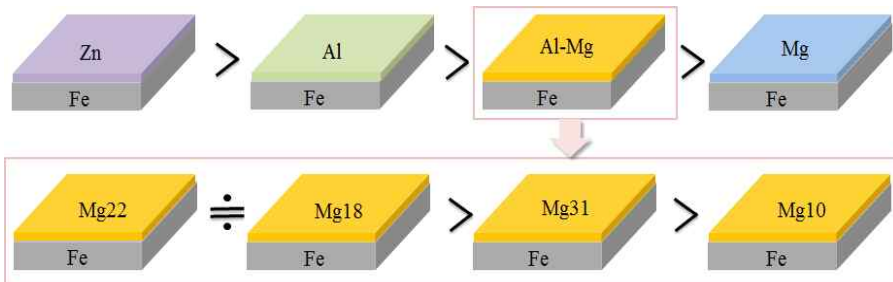 Zn > Al > Al-Mg > Mg
Fe Fe Fe Fe
Mg22 ≒ Mg18 > Mg31 > Mg10
Fe Fe Fe Fe